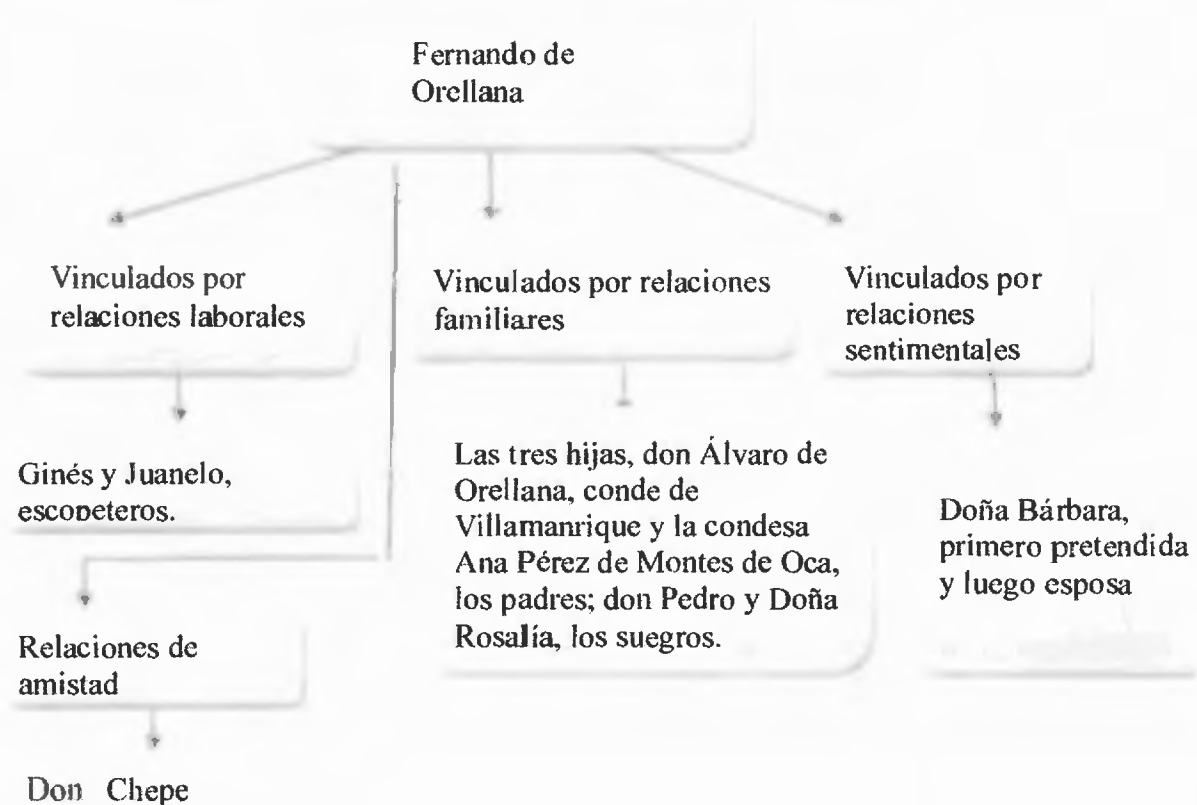 Fernando de
Orellana
Vinculados por
relaciones laborales
Vinculados por relaciones
familiares
Vinculados por
relaciones
sentimentales
Ginés y Juanelo,
escopeteros.
Las tres hijas, don Álvaro de
Orellana, conde de
Villamanrique y la condesa
Ana Pérez de Montes de Oca,
los padres; don Pedro y Doña
Rosalía, los suegros.
Doña Bárbara,
primero pretendida
y luego esposa
Relaciones de
amistad
Don Chepe